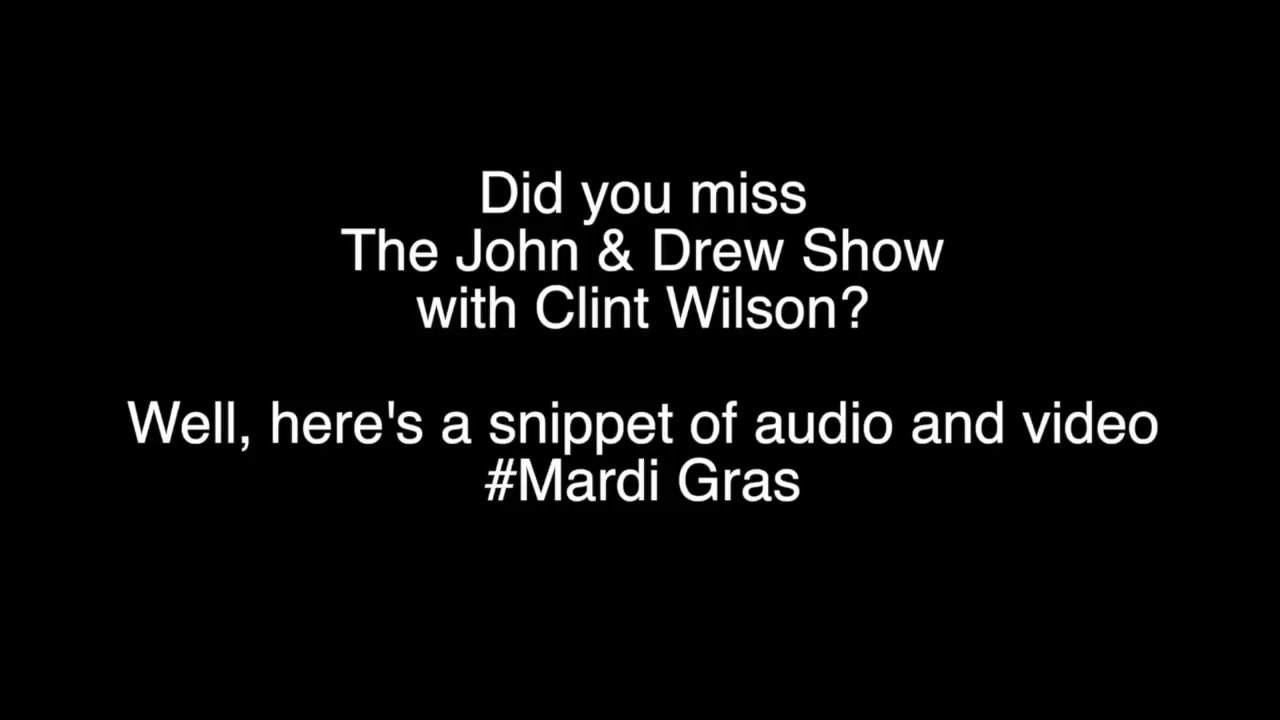 Did you miss
The John & Drew Show
with Clint Wilson?
Well, here's a snippet of audio and video
#Mardi Gras